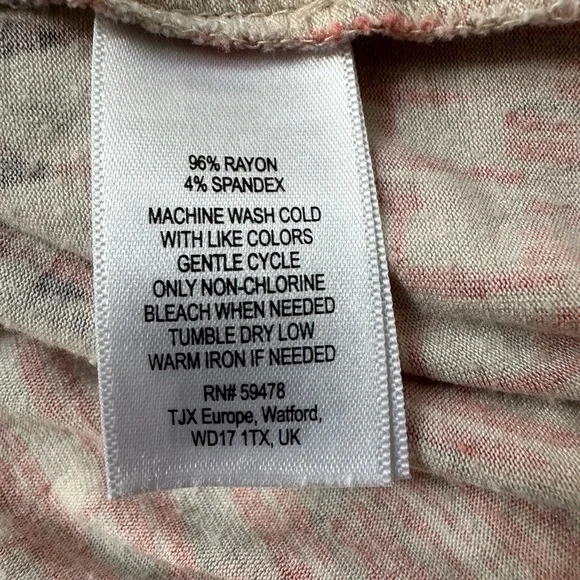 96% RAYON
4% SPANDEX
MACHINE WASH COLD
WITH LIKE COLORS
GENTLE CYCLE
ONLY NON-CHLORINE
BLEACH WHEN NEEDED
TUMBLE DRY LOW
WARM IRON IF NEEDED
RN# 59478
TJX Europe, Watford,
WD17 1TX, UK